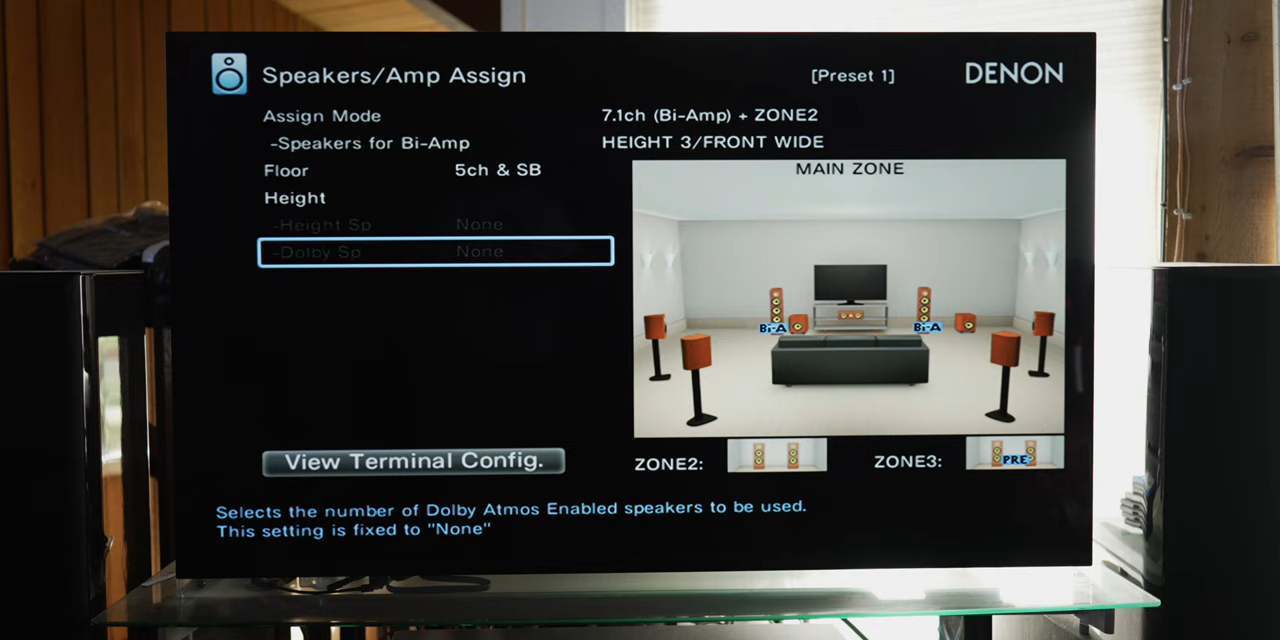 Speakers/Amp Assign [Preset 1] DENON
Assign Mode 7.1ch (Bi-Amp) + ZONE2
-Speakers for Bi-Amp HEIGHT 3/FRONT WIDE
Floor 5ch & SB
MAIN ZONE
Height
-Height Sp None
-Dolby Sp None
Bi-A Bi-A
View Terminal Config.
ZONE2: ZONE3: PRE
Selects the number of Dolby Atmos Enabled speakers to be used.
This setting is fixed to "None"